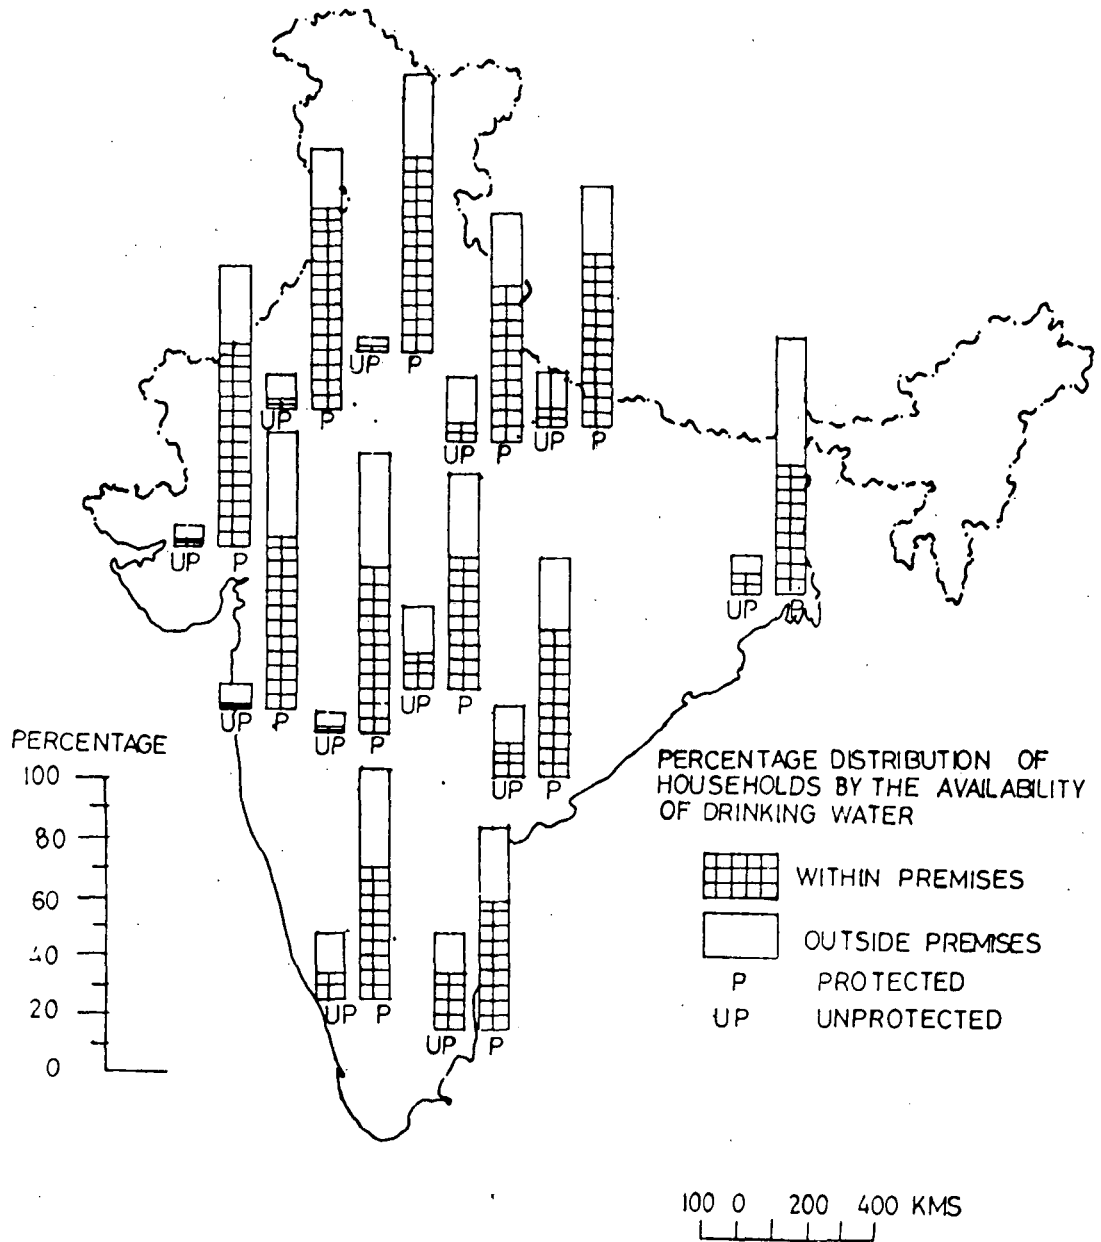 UP P
UP P
UP P
UP P
UP P
UP P
UP P
UP P
UP P
UP P
UP P
UP P
PERCENTAGE
100
80
60
40
20
0
PERCENTAGE DISTRIBUTION OF
HOUSEHOLDS BY THE AVAILABILITY
OF DRINKING WATER
WITHIN PREMISES
OUTSIDE PREMISES
P PROTECTED
UP UNPROTECTED
100 0 200 400 KMS